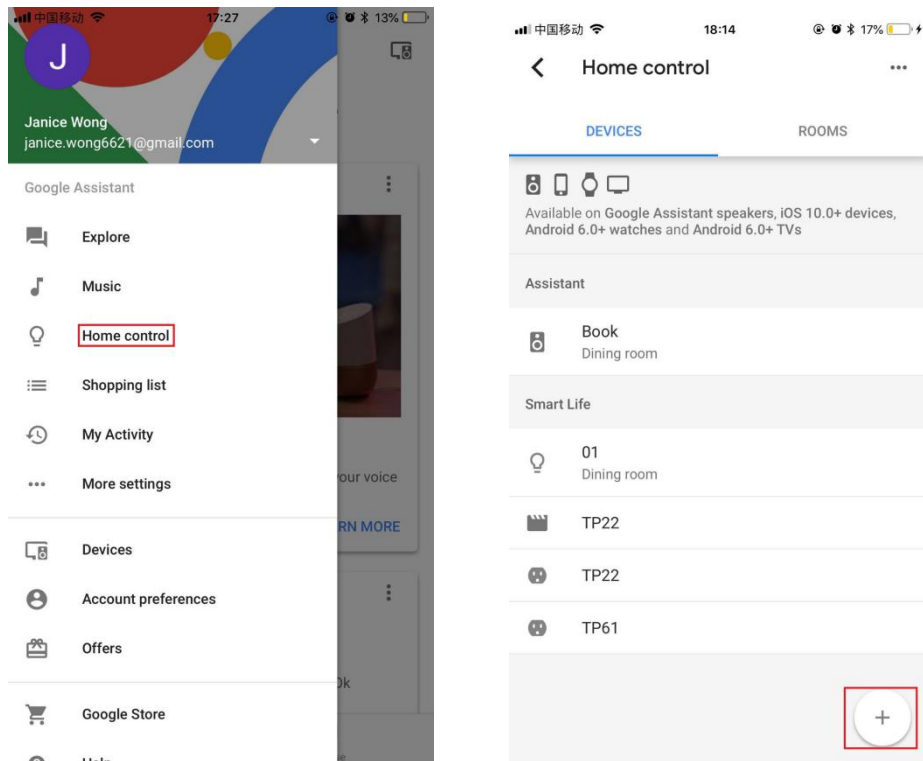 中国移动 17:27 13%
J
Janice Wong
janice.wong6621@gmail.com
Google Assistant
Explore
Music
Home control
Shopping list
My Activity
More settings
Devices
Account preferences
Offers
Google Store
your voice
RN MORE
中国移动 18:14 17%
Home control
DEVICES ROOMS
Available on Google Assistant speakers, iOS 10.0+ devices,
Android 6.0+ watches and Android 6.0+ TVs
Assistant
Book
Dining room
Smart Life
01
Dining room
TP22
TP22
TP61
+